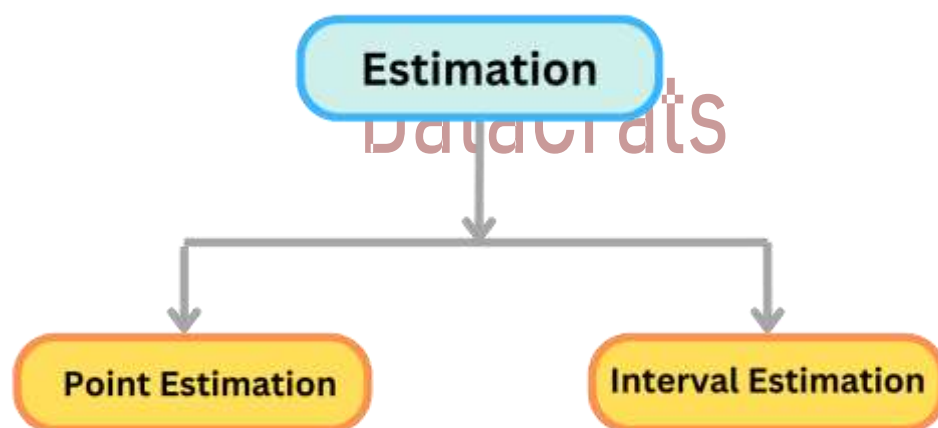 Estimation
Datacrats
Point Estimation
Interval Estimation